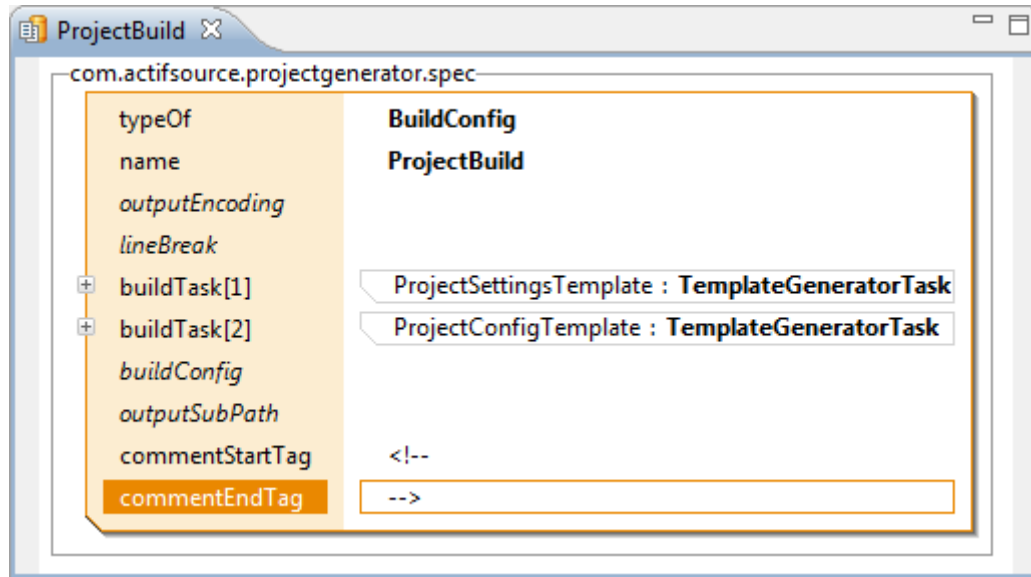 ProjectBuild
com.actifsource.projectgenerator.spec
typeOf BuildConfig
name ProjectBuild
outputEncoding
lineBreak
buildTask[1] ProjectSettingsTemplate : TemplateGeneratorTask
buildTask[2] ProjectConfigTemplate : TemplateGeneratorTask
buildConfig
outputSubPath
commentStartTag <!--
commentEndTag -->